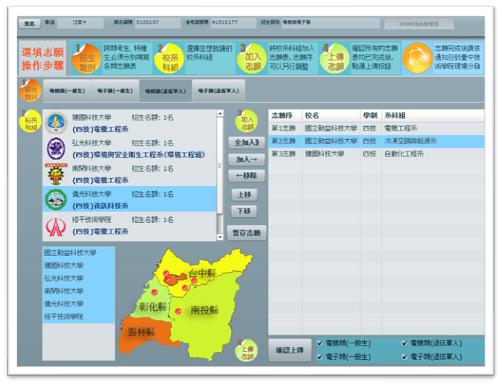 登出
報名序號 3100107
准考證號碼 41510177
招生類別 電機與電子群
選填志願
操作步驟
1 招生類別
同類考生, 特種
生必須分別填寫
各類志願表
2 校系科組
選擇您想就讀的
校系科組
3 加入志願
將校系科組加入
志願表, 志願序
可以另行調整
4 上傳志願
確認所有的志願
表均已完成後,
點選上傳按鈕
志願完成後請依
通知日到臺中區
技術學院現場分發
1 招生類別
電機類(一般生)
電子類(一般生)
電機類(退伍軍人)
電子類(退伍軍人)
2 校系科組
建國科技大學 招生名額: 1名
(四技)電機工程系
弘光科技大學 招生名額: 1名
(四技)環境與安全衛生工程系(環境工程組)
南開科技大學 招生名額: 1名
(四技)電機工程系
僑光科技大學 招生名額: 1名
(四技)資訊科技系
修平技術學院 招生名額: 1名
(四技)電機工程系
3 加入志願
全加入》
加入→
←移除
上移
下移
暫存志願
志願序 校名 學制 系科組
第1志願 國立勤益科技大學 四技 電機工程系
第2志願 國立勤益科技大學 四技 冷凍空調與能源系
第3志願 建國科技大學 四技 自動化工程系
國立勤益科技大學
建國科技大學
弘光科技大學
南開科技大學
僑光科技大學
修平技術學院
台中縣
彰化縣
南投縣
雲林縣
4 上傳志願
確認上傳
電機類(一般生)
電機類(退伍軍人)
電子類(一般生)
電子類(退伍軍人)